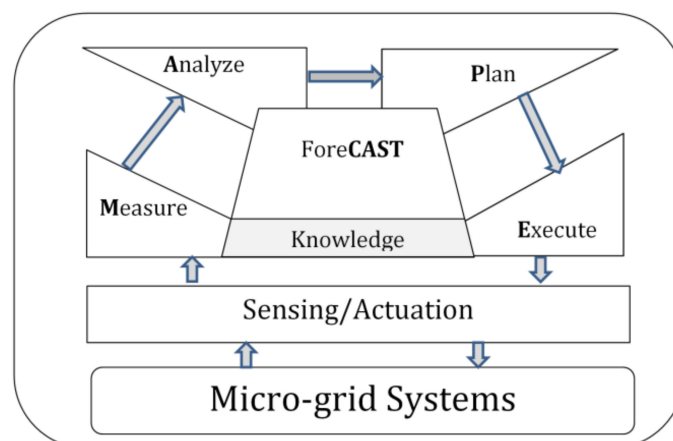 Analyze
Plan
ForeCAST
Measure
Knowledge
Execute
Sensing/Actuation
Micro-grid Systems